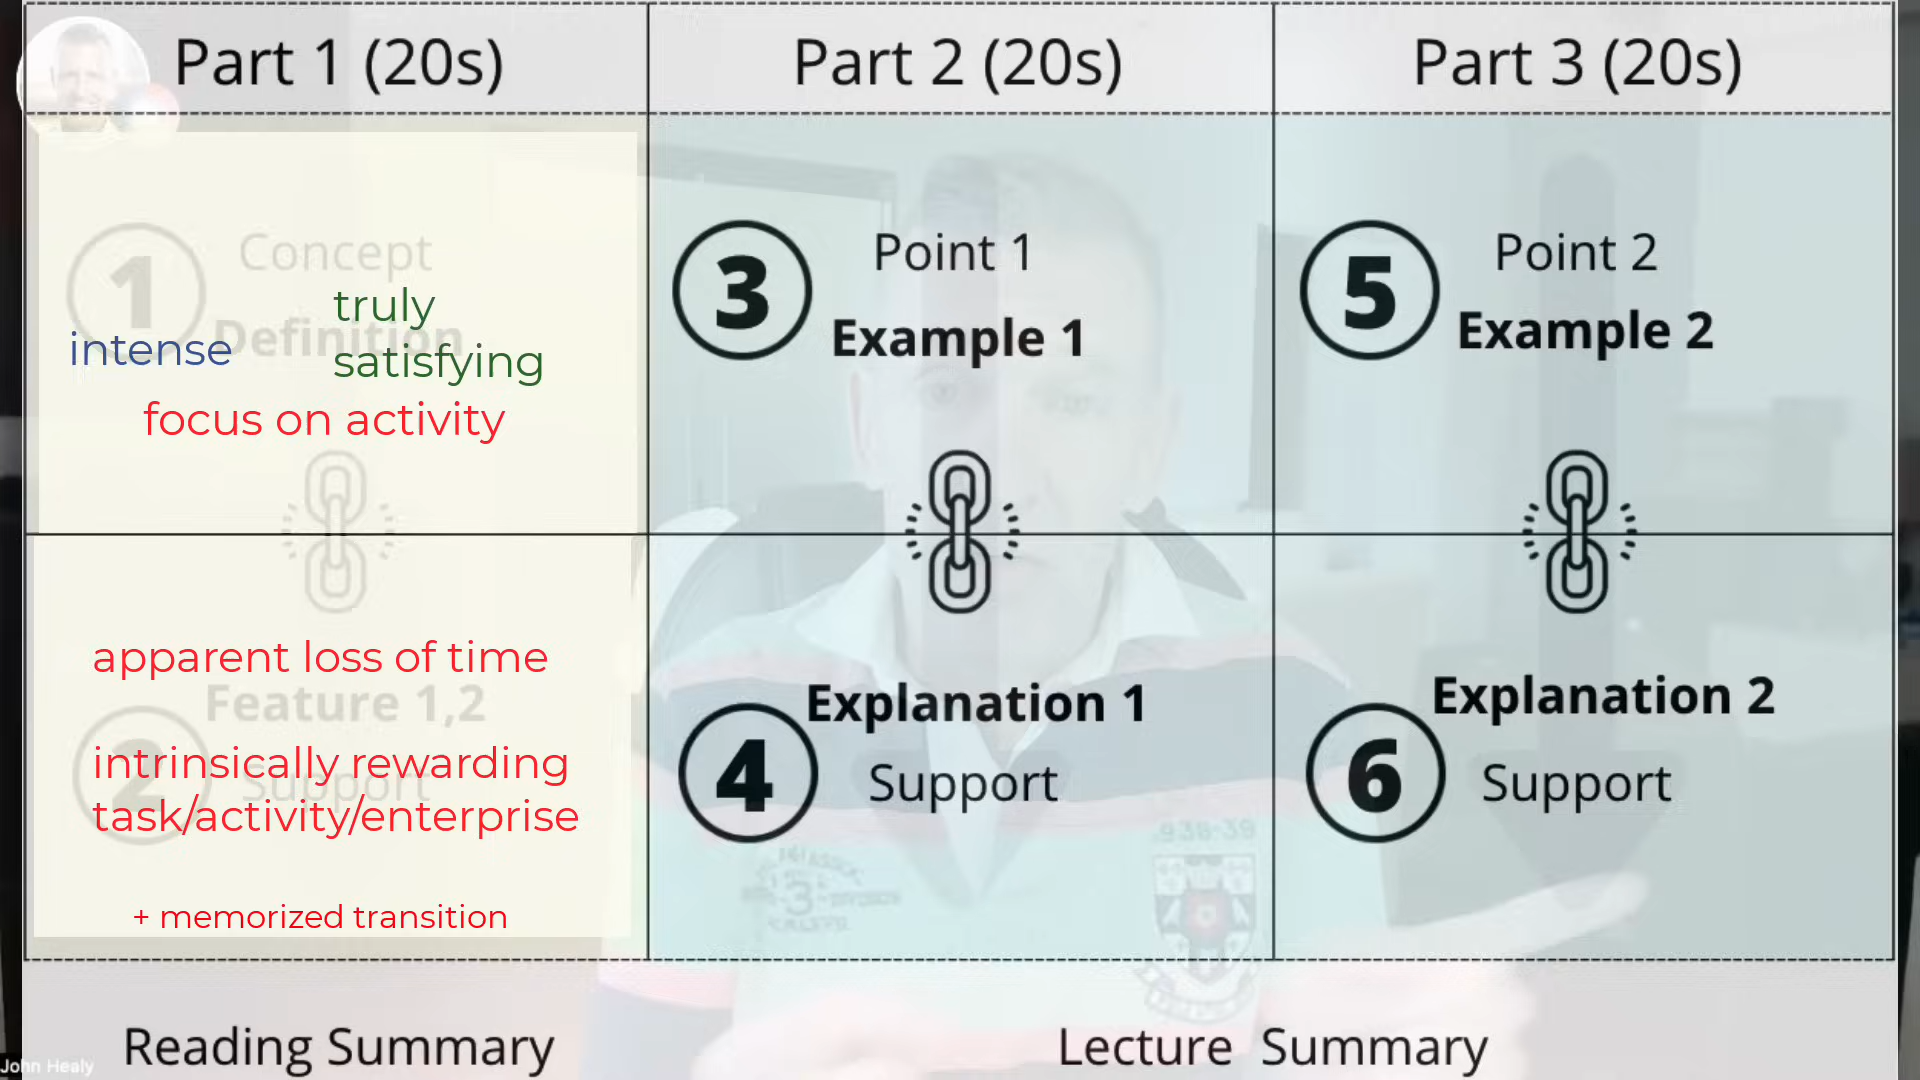 Part 1 (20s)
Part 2 (20s)
Part 3 (20s)
1
Concept
Definition
truly
intense
satisfying
focus on activity
3
Point 1
Example 1
5
Point 2
Example 2
apparent loss of time
Feature 1,2
2
intrinsically rewarding
Support
task/activity/enterprise
+ memorized transition
4
Explanation 1
Support
6
Explanation 2
Support
938-39
3
Reading Summary
Lecture Summary
John Healy